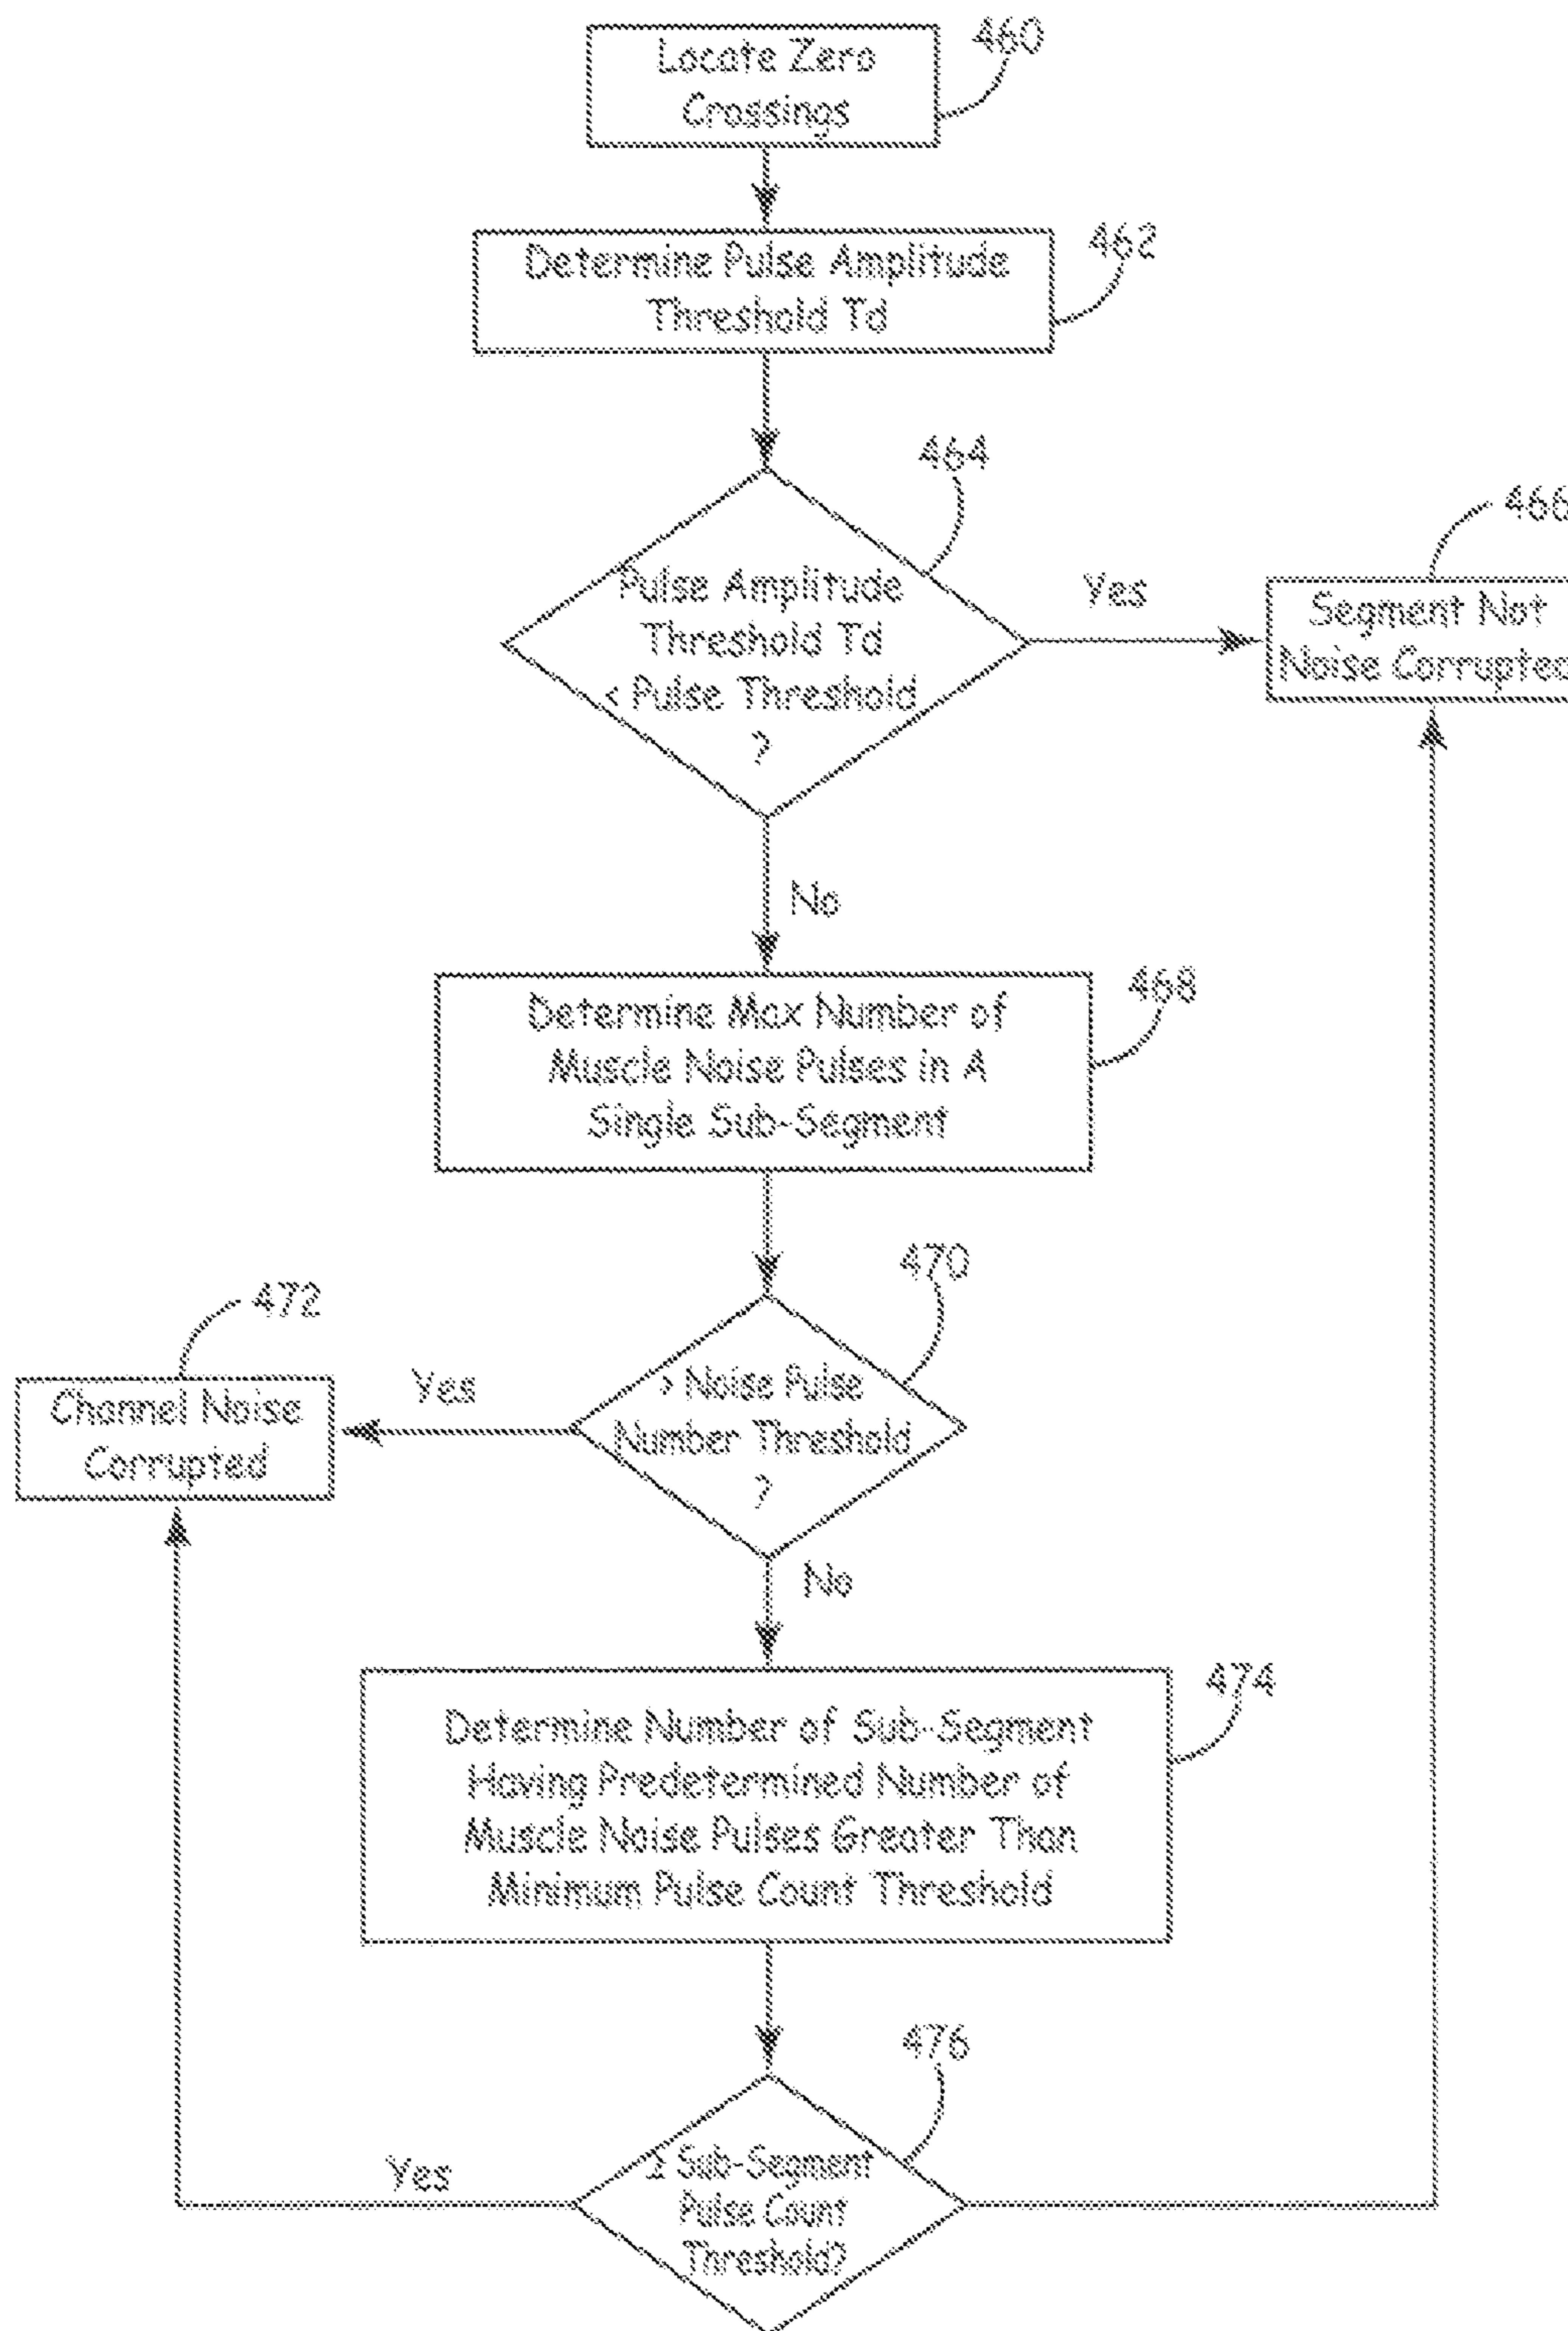 460
Locate Zero
Crossings
462
Determine Pulse Amplitude
Threshold Td
464
Pulse Amplitude
Threshold Td
< Pulse Threshold
?
Yes
466
Segment Not
Noise Corrupted
No
468
Determine Max Number of
Muscle Noise Pulses in A
Single Sub-Segment
470
> Noise Pulse
Number Threshold
?
Yes
472
Channel Noise
Corrupted
No
474
Determine Number of Sub-Segment
Having Predetermined Number of
Muscle Noise Pulses Greater Than
Minimum Pulse Count Threshold
476
≥ Sub-Segment
Pulse Count
Threshold?
Yes